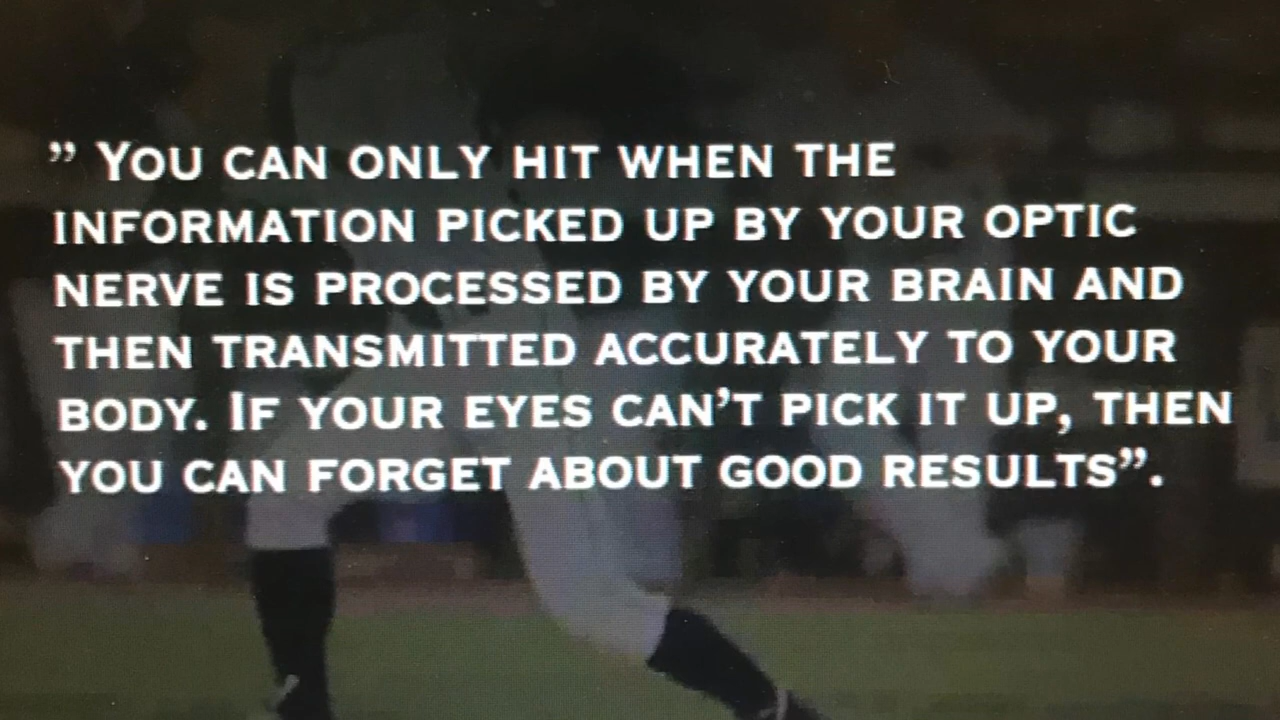 ” You can only hit when the
information picked up by your optic
nerve is processed by your brain and
then transmitted accurately to your
body. If your eyes can’t pick it up, then
you can forget about good results”.